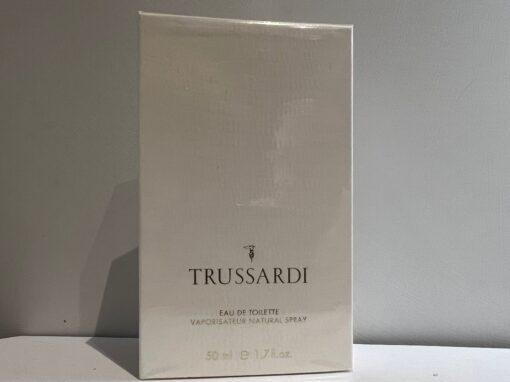 TRUSSARDI
EAU DE TOILETTE
VAPORISATEUR NATURAL SPRAY
50 ml ℮ 1,7 fl.oz.